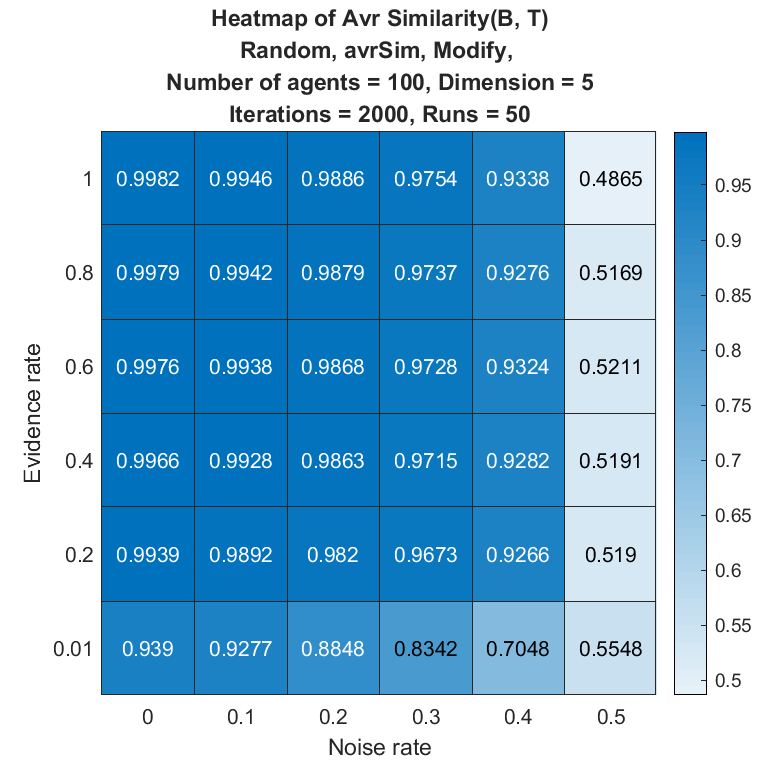 Heatmap of Avr Similarity(B, T)
Random, avrSim, Modify,
Number of agents = 100, Dimension = 5
Iterations = 2000, Runs = 50
1 0.9982 0.9946 0.9886 0.9754 0.9338 0.4865
0.8 0.9979 0.9942 0.9879 0.9737 0.9276 0.5169
0.6 0.9976 0.9938 0.9868 0.9728 0.9324 0.5211
0.4 0.9966 0.9928 0.9863 0.9715 0.9282 0.5191
0.2 0.9939 0.9892 0.982 0.9673 0.9266 0.519
0.01 0.939 0.9277 0.8848 0.8342 0.7048 0.5548
0 0.1 0.2 0.3 0.4 0.5
Noise rate
Evidence rate
0.95
0.9
0.85
0.8
0.75
0.7
0.65
0.6
0.55
0.5